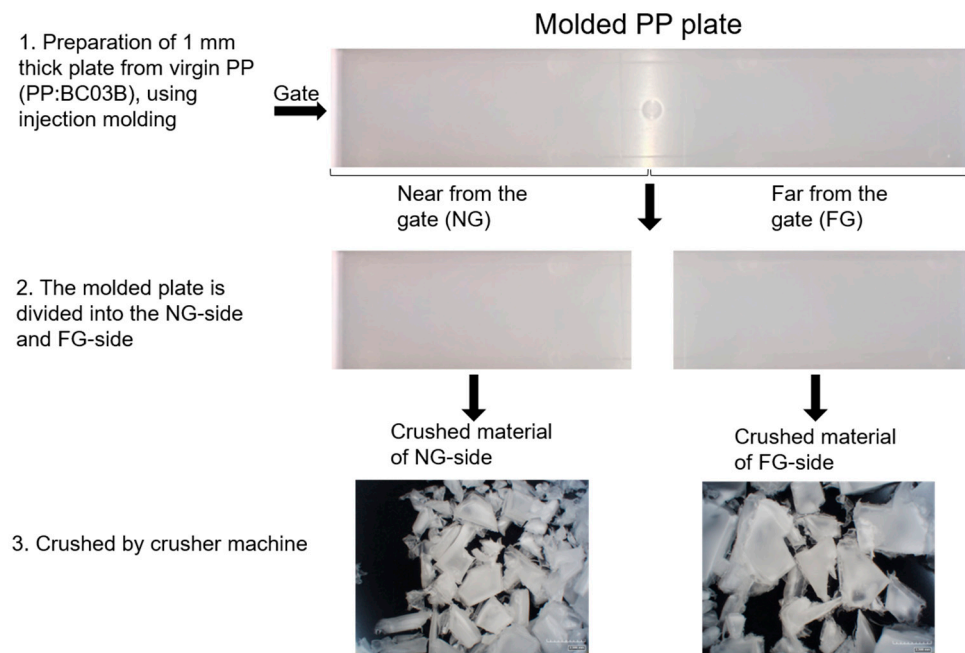 Molded PP plate
1. Preparation of 1 mm
thick plate from virgin PP
(PP:BC03B), using
injection molding
Gate
Near from the
gate (NG)
Far from the
gate (FG)
2. The molded plate is
divided into the NG-side
and FG-side
Crushed material
of NG-side
Crushed material
of FG-side
3. Crushed by crusher machine